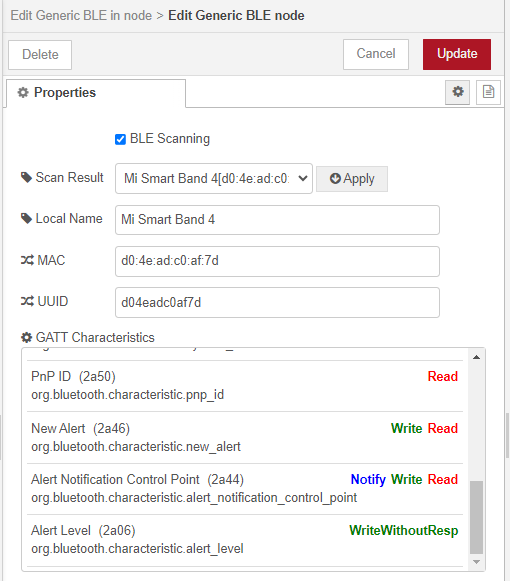 Edit Generic BLE in node > Edit Generic BLE node
Delete
Cancel
Update
Properties
BLE Scanning
Scan Result
Mi Smart Band 4[d0:4e:ad:c0:
Apply
Local Name
Mi Smart Band 4
MAC
d0:4e:ad:c0:af:7d
UUID
d04eadc0af7d
GATT Characteristics
PnP ID (2a50) Read
org.bluetooth.characteristic.pnp_id
New Alert (2a46) Write Read
org.bluetooth.characteristic.new_alert
Alert Notification Control Point (2a44) Notify Write Read
org.bluetooth.characteristic.alert_notification_control_point
Alert Level (2a06) WriteWithoutResp
org.bluetooth.characteristic.alert_level